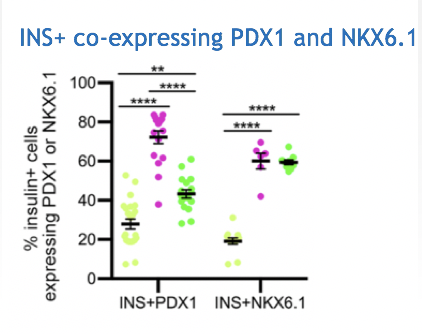 INS+ co-expressing PDX1 and NKX6.1
% insulin+ cells
expressing PDX1 or NKX6.1
100
80
60
40
20
0
**
****
****
****
****
INS+PDX1
INS+NKX6.1